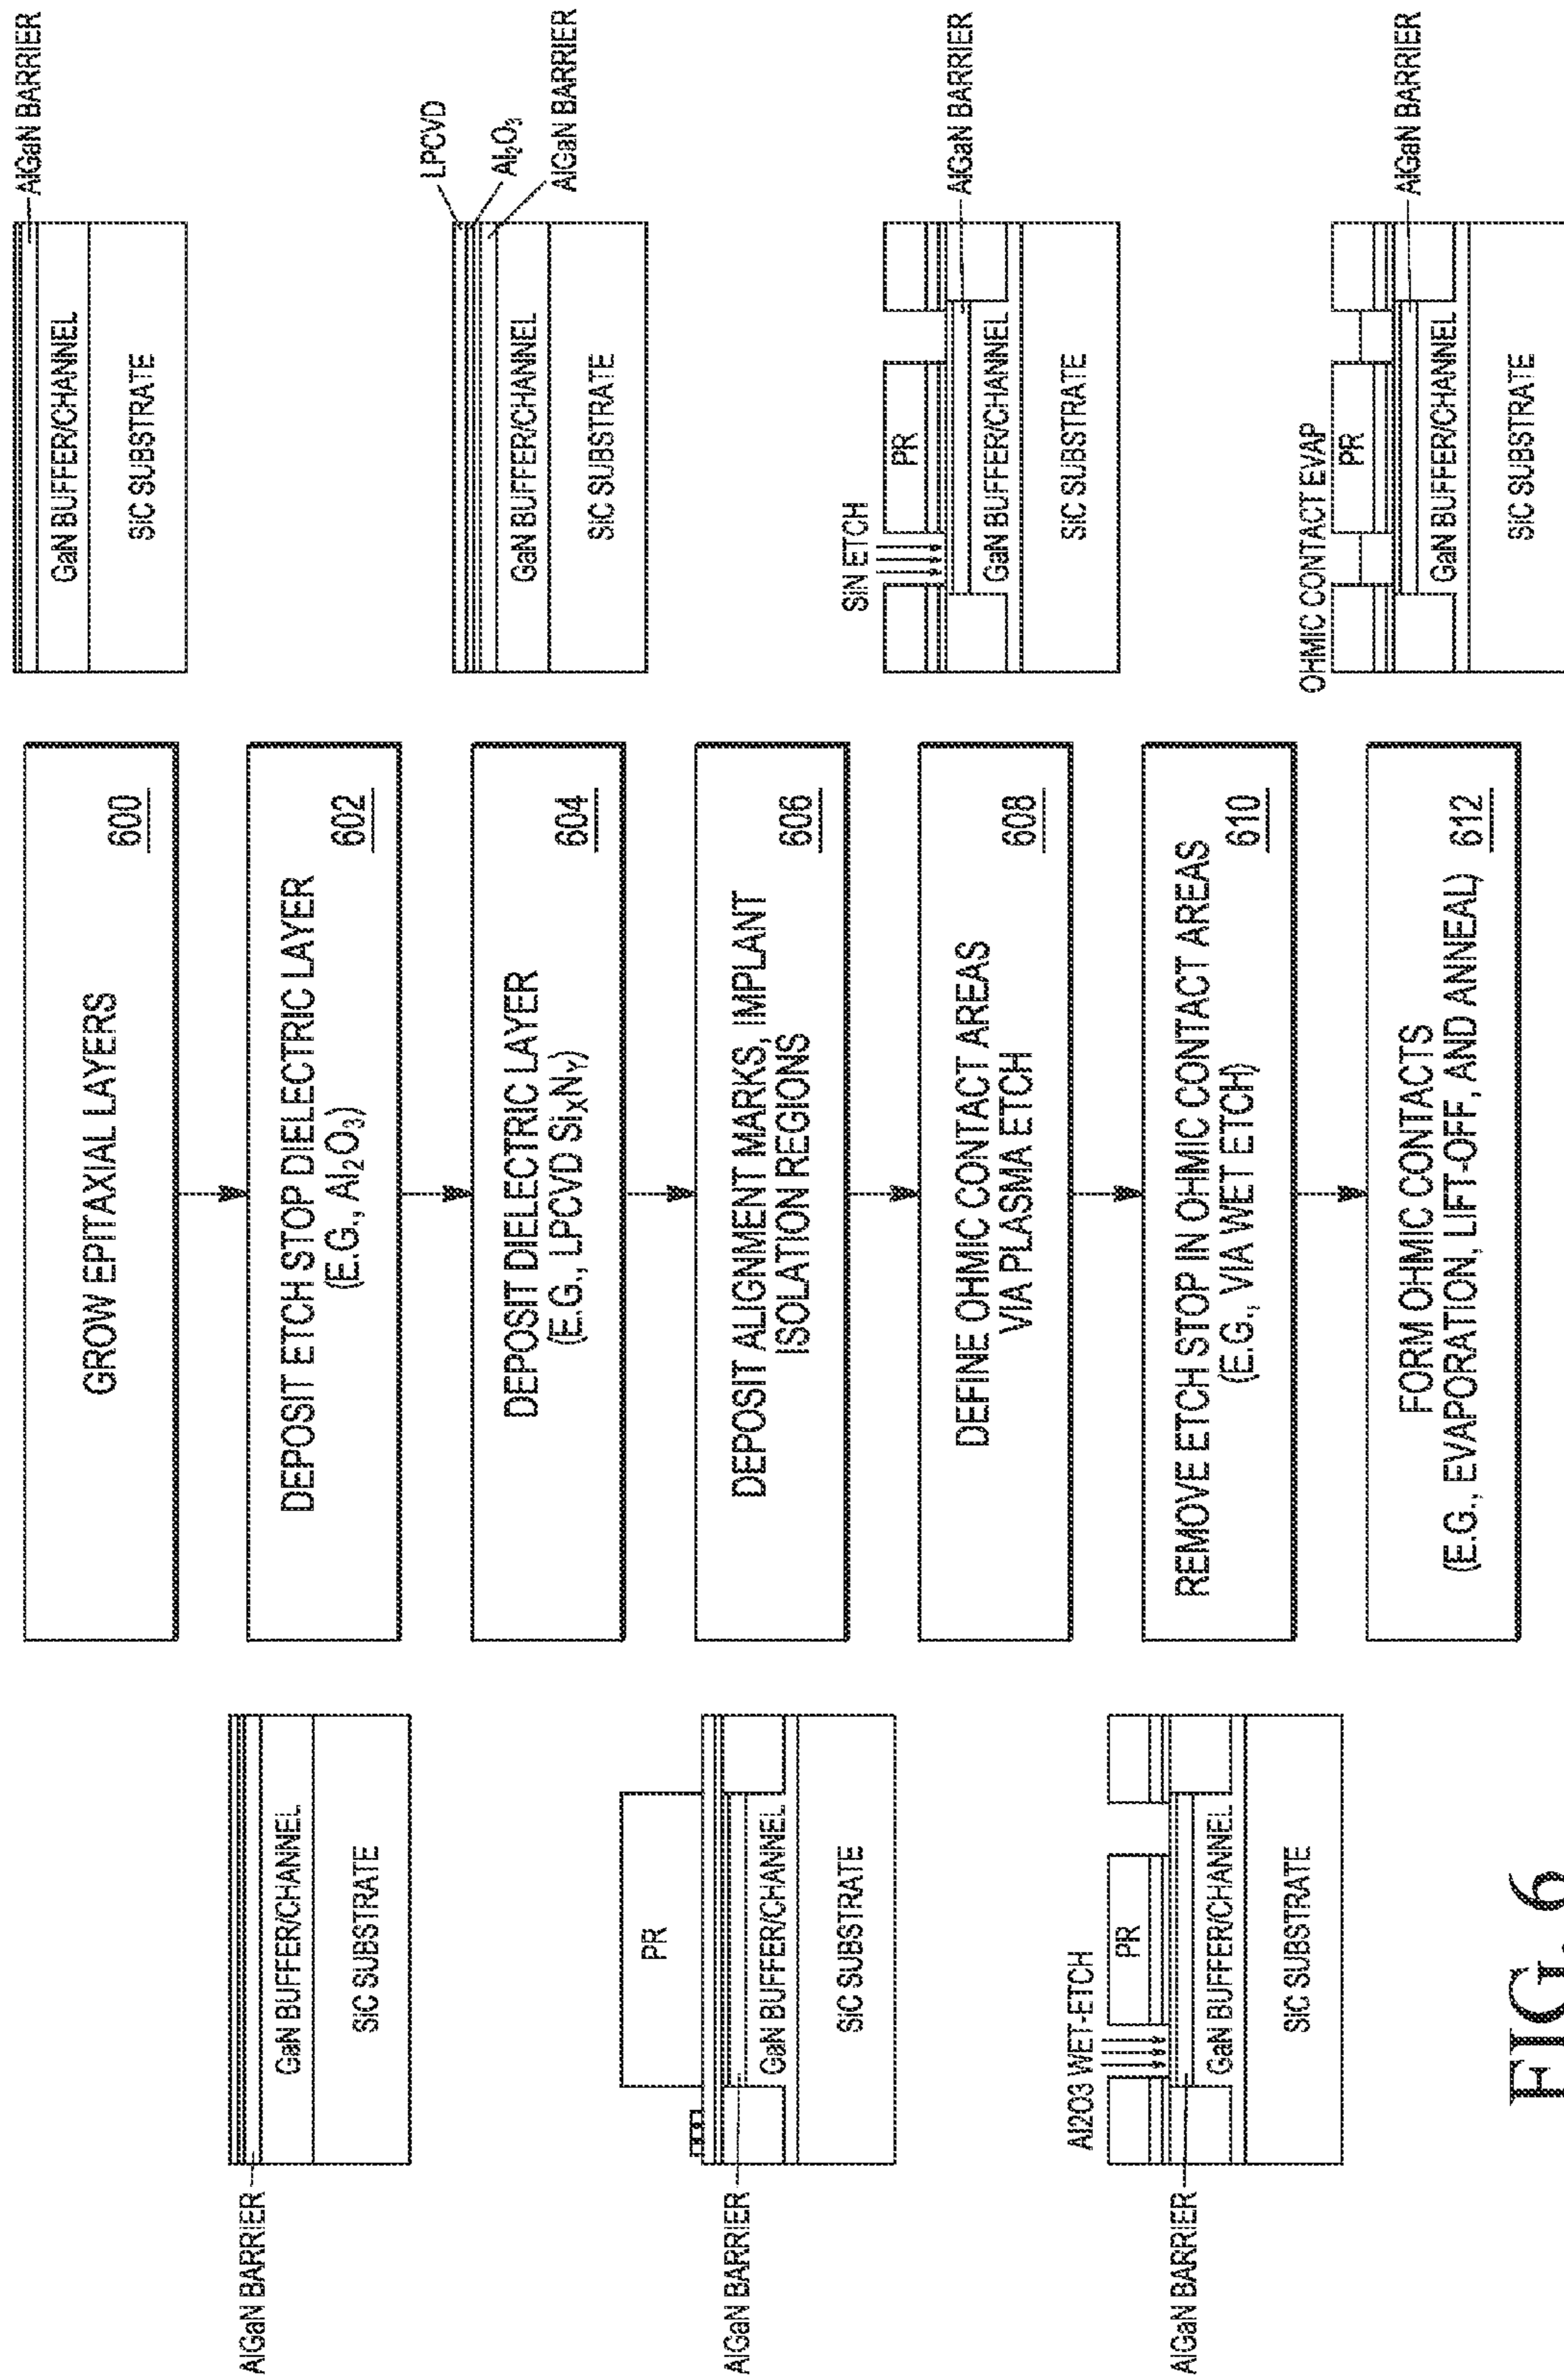 GROW EPITAXIAL LAYERS
600
AlGaN BARRIER
GaN BUFFER/CHANNEL
SiC SUBSTRATE
DEPOSIT ETCH STOP DIELECTRIC LAYER
(E.G., Al₂O₃)
602
AlGaN BARRIER
GaN BUFFER/CHANNEL
SiC SUBSTRATE
DEPOSIT DIELECTRIC LAYER
(E.G., LPCVD SiₓNᵧ)
604
LPCVD
Al₂O₃
AlGaN BARRIER
GaN BUFFER/CHANNEL
SiC SUBSTRATE
DEPOSIT ALIGNMENT MARKS, IMPLANT
ISOLATION REGIONS
606
PR
AlGaN BARRIER
GaN BUFFER/CHANNEL
SiC SUBSTRATE
DEFINE OHMIC CONTACT AREAS
VIA PLASMA ETCH
608
SiN ETCH
PR
AlGaN BARRIER
GaN BUFFER/CHANNEL
SiC SUBSTRATE
REMOVE ETCH STOP IN OHMIC CONTACT AREAS
(E.G., VIA WET ETCH)
610
Al2O3 WET-ETCH
PR
AlGaN BARRIER
GaN BUFFER/CHANNEL
SiC SUBSTRATE
FORM OHMIC CONTACTS
(E.G., EVAPORATION, LIFT-OFF, AND ANNEAL)
612
OHMIC CONTACT EVAP
PR
AlGaN BARRIER
GaN BUFFER/CHANNEL
SiC SUBSTRATE
FIG. 6